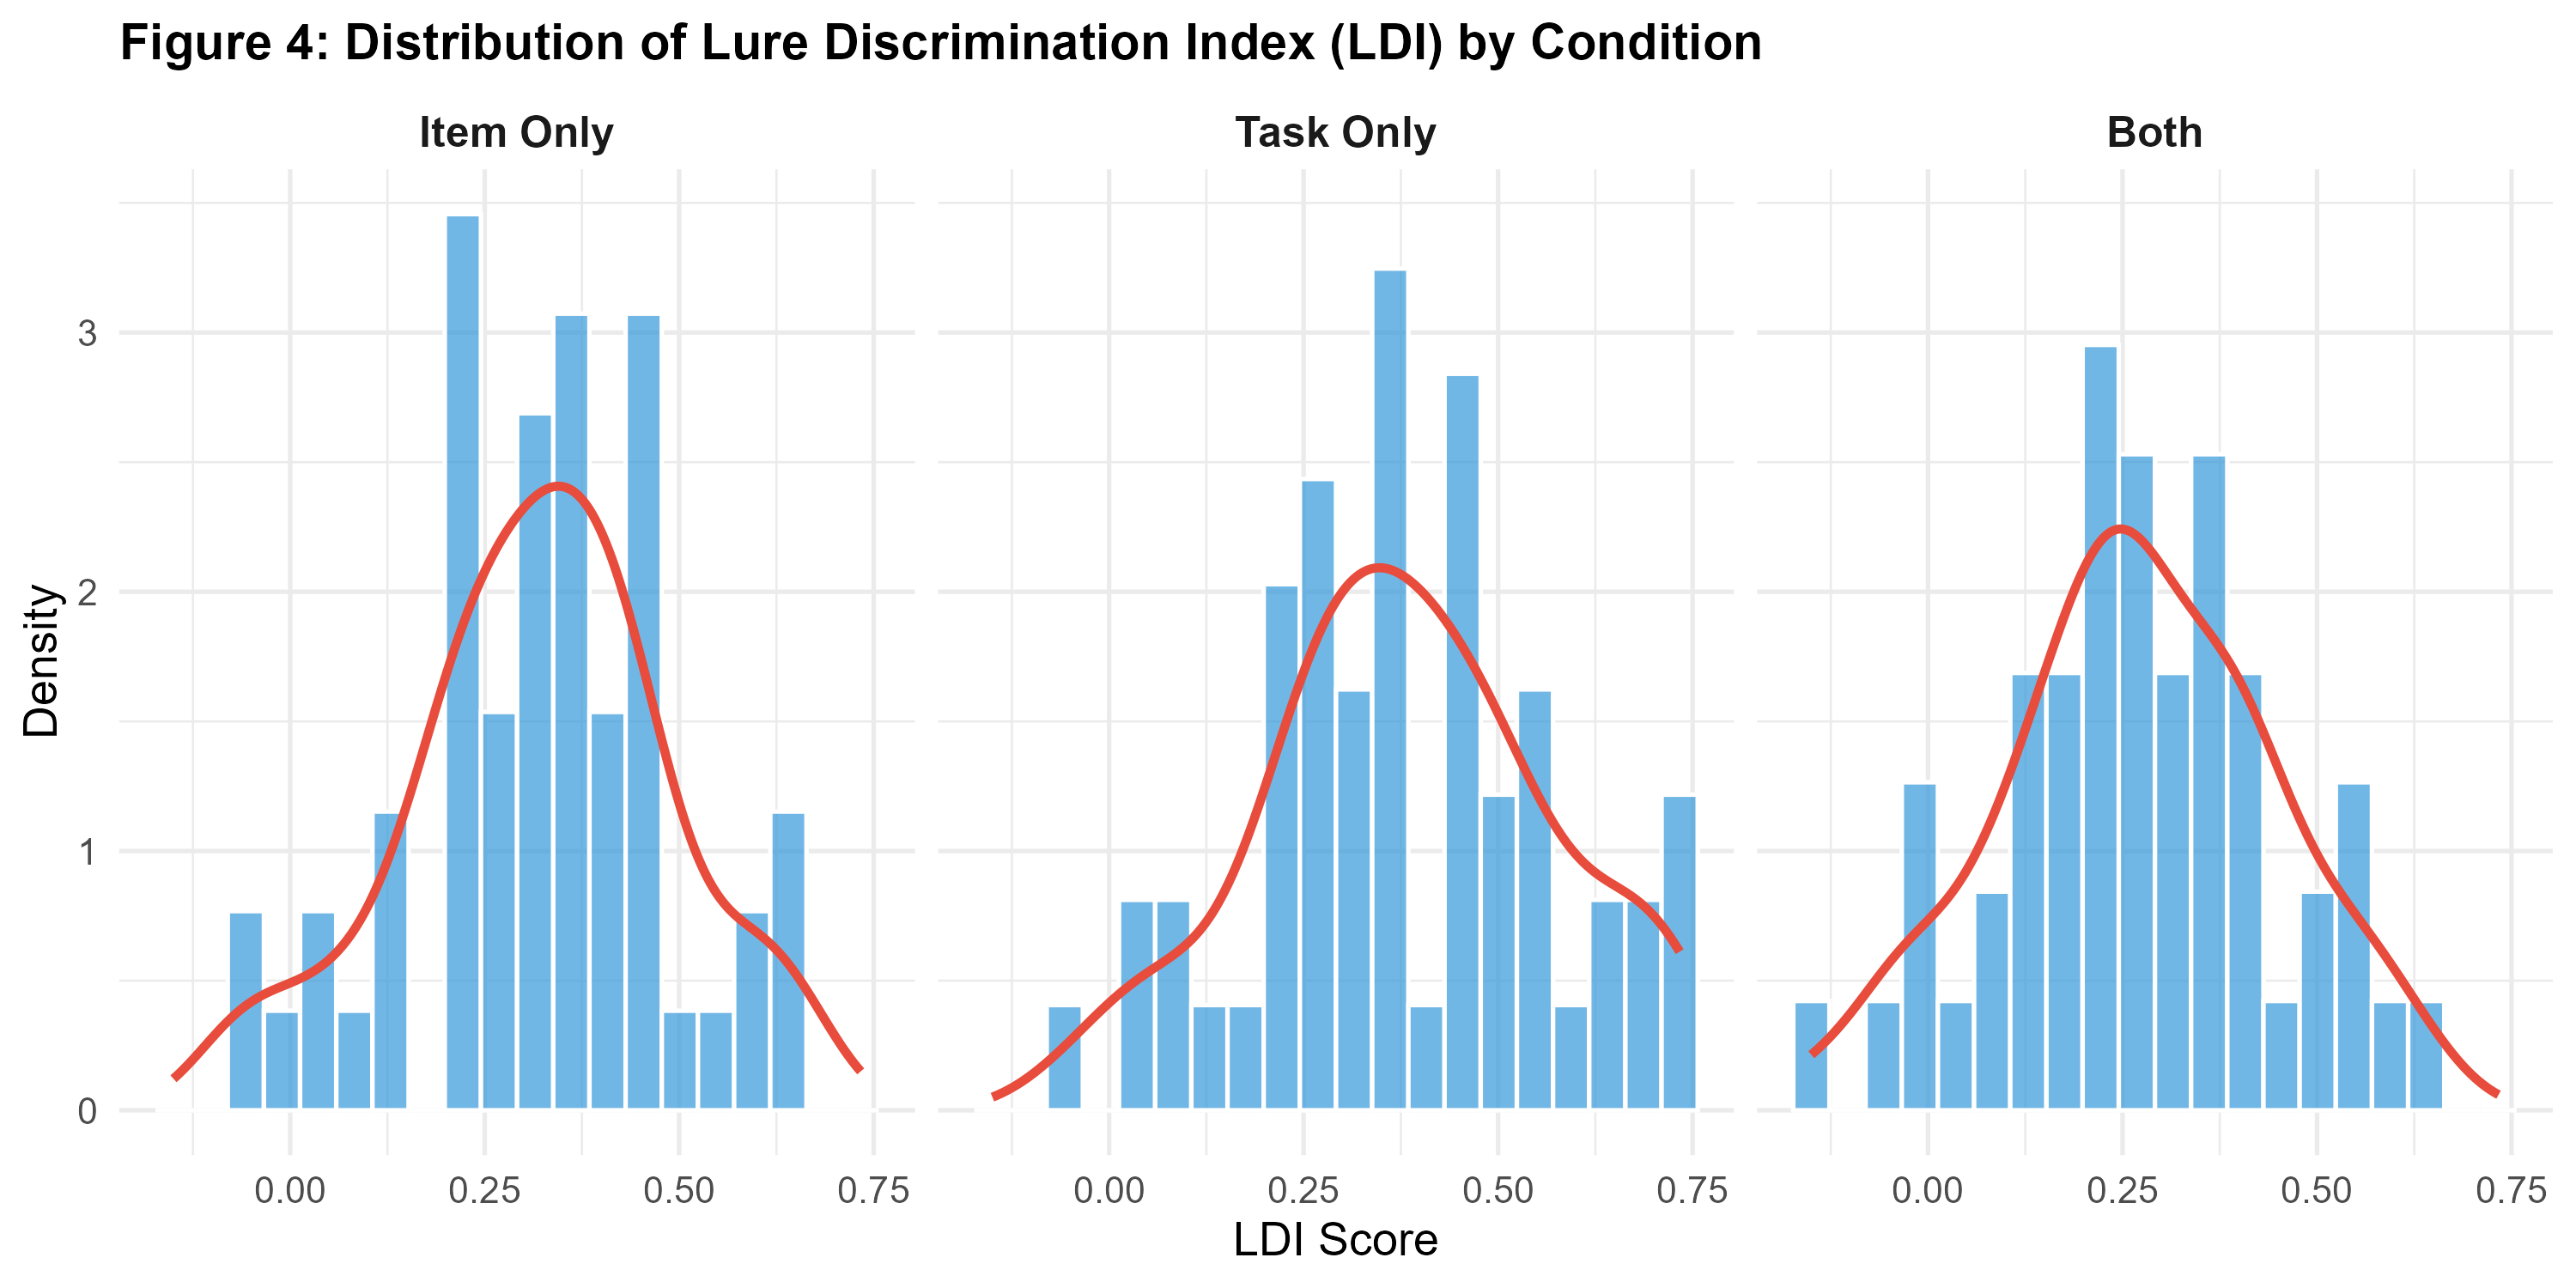 Figure 4: Distribution of Lure Discrimination Index (LDI) by Condition
Item Only Task Only Both
Density
3
2
1
0
0.00 0.25 0.50 0.75 0.00 0.25 0.50 0.75 0.00 0.25 0.50 0.75
LDI Score